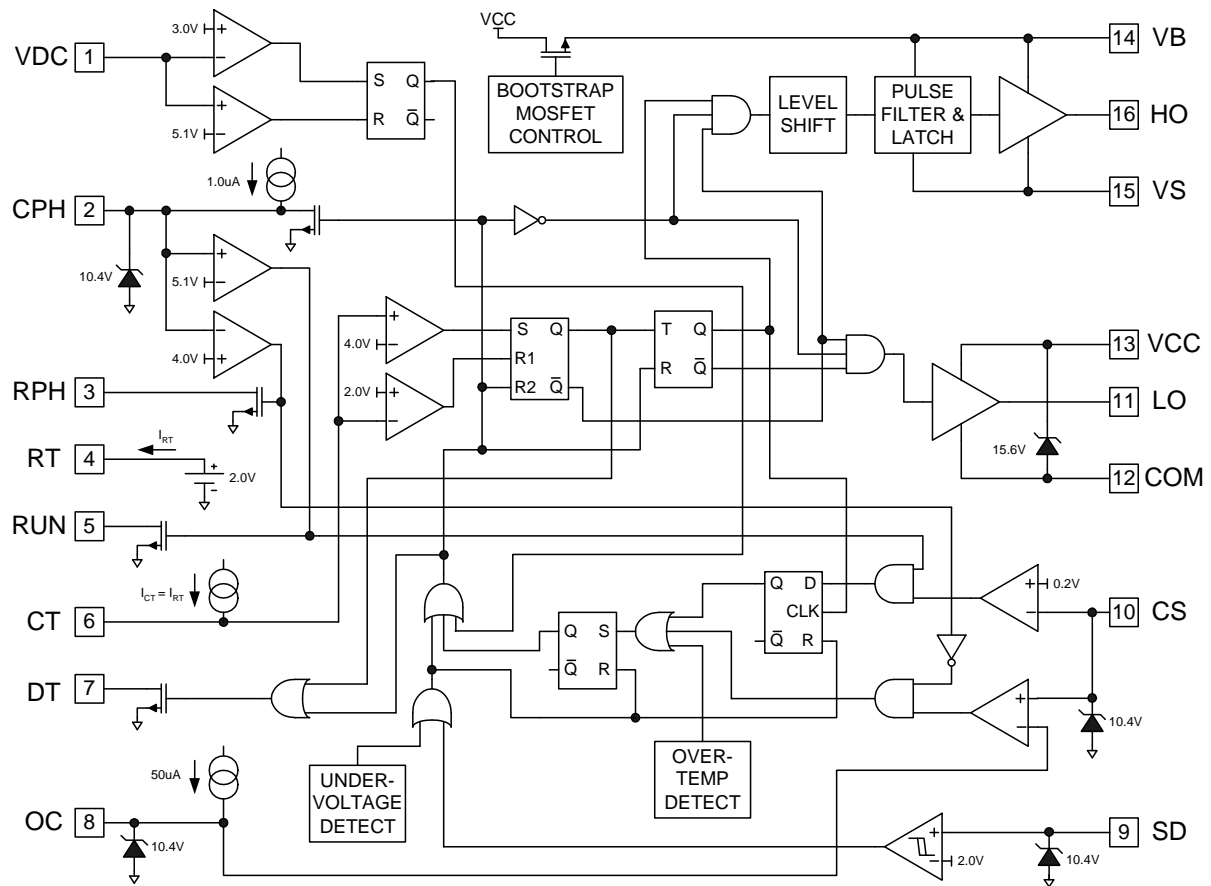 VDC 1
3.0V
+
−
+
5.1V
−
S Q
R Q̅
VCC
BOOTSTRAP
MOSFET
CONTROL
LEVEL
SHIFT
PULSE
FILTER &
LATCH
14 VB
16 HO
15 VS
CPH 2
1.0uA
10.4V
+
5.1V
−
−
4.0V
+
RPH 3
RT 4
IRT
+
−
2.0V
RUN 5
ICT = IRT
CT 6
DT 7
50uA
OC 8
10.4V
+
4.0V
−
2.0V
+
−
S Q
R1
R2 Q̅
T Q
R Q̅
13 VCC
11 LO
15.6V
12 COM
Q D
CLK
Q̅ R
Q S
Q̅ R
+
0.2V
−
10 CS
+
−
10.4V
UNDER-
VOLTAGE
DETECT
OVER-
TEMP
DETECT
+
−
2.0V
9 SD
10.4V